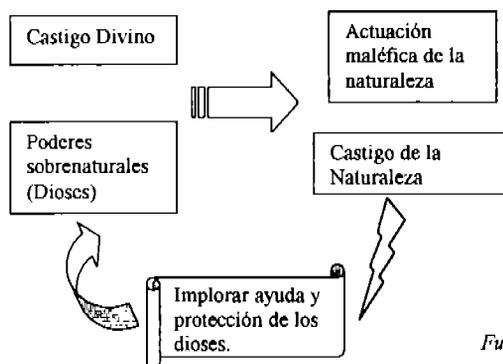 Castigo Divino
Actuación
maléfica de la
naturaleza
Poderes
sobrenaturales
(Dioses)
Castigo de la
Naturaleza
Implorar ayuda y
protección de los
dioses.
Fu